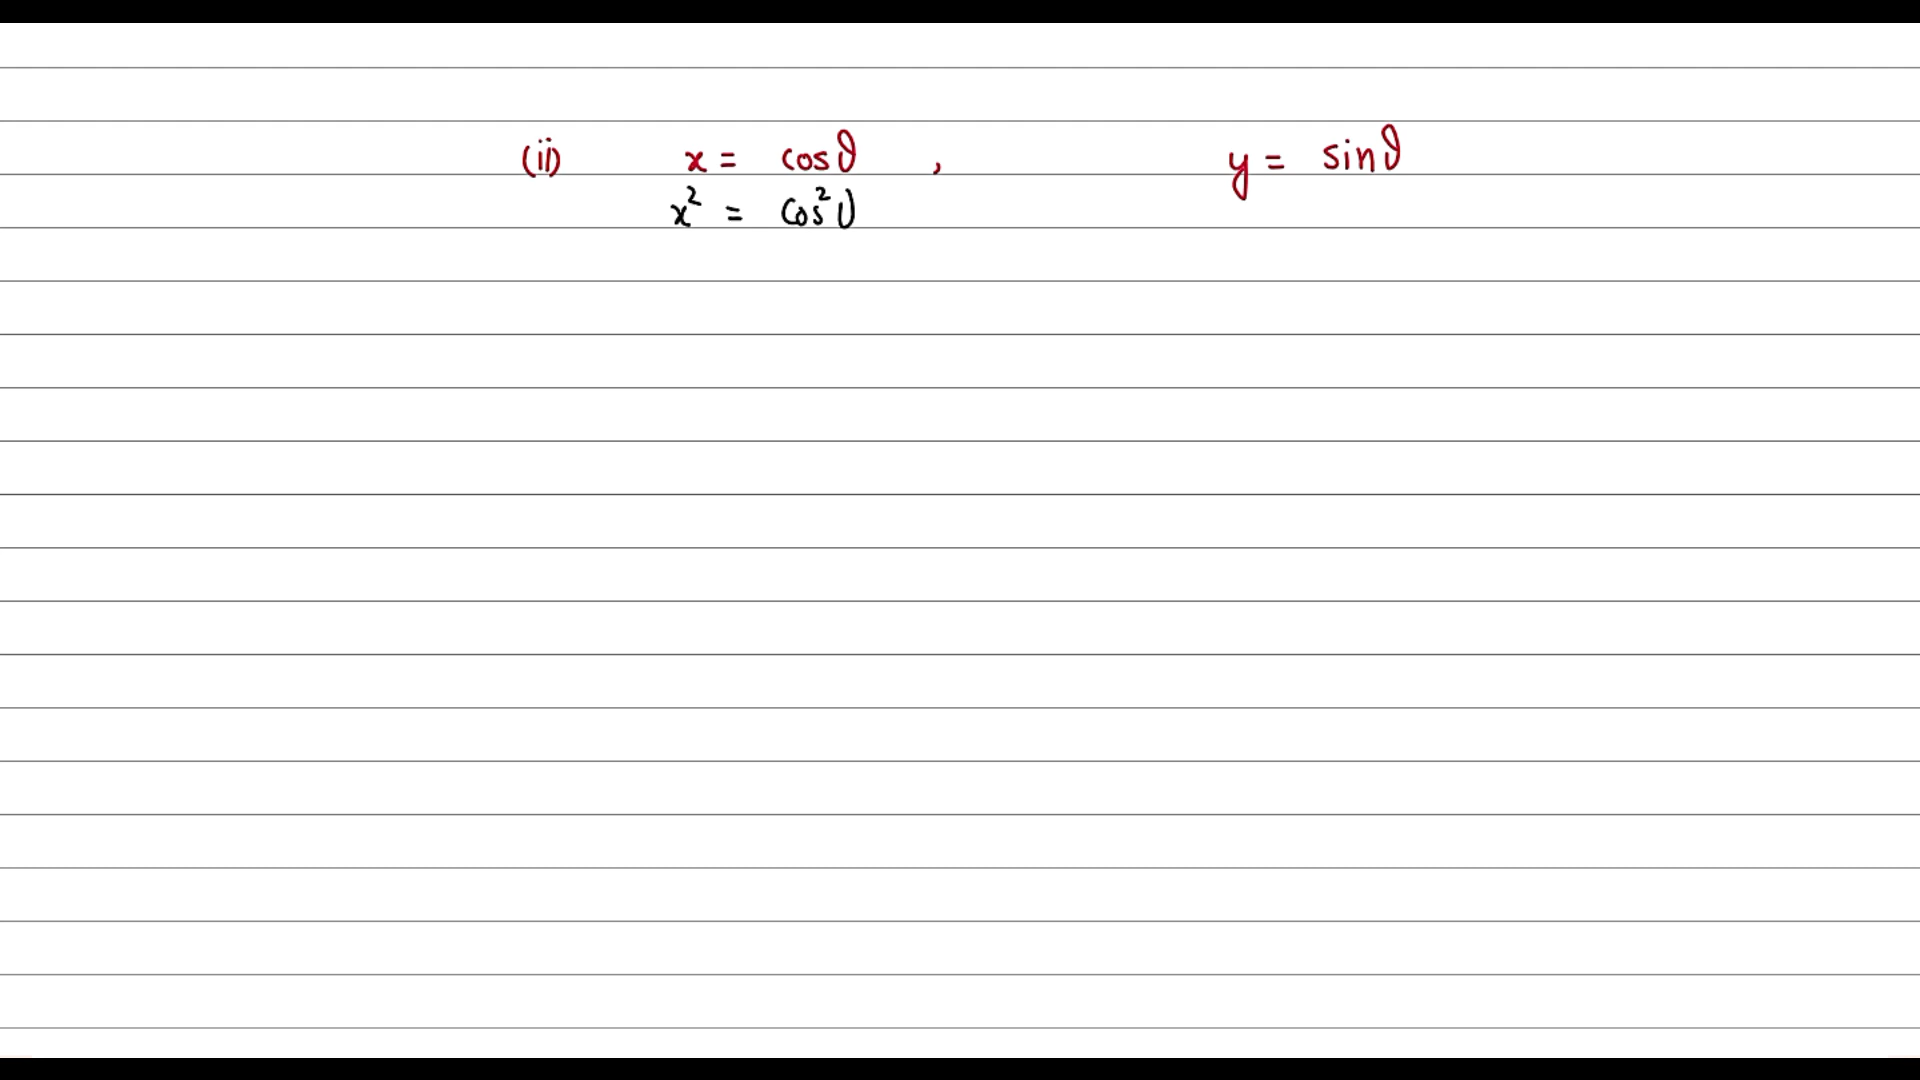 (ii) x = cosθ , y = sinθ
x² = cos²θ